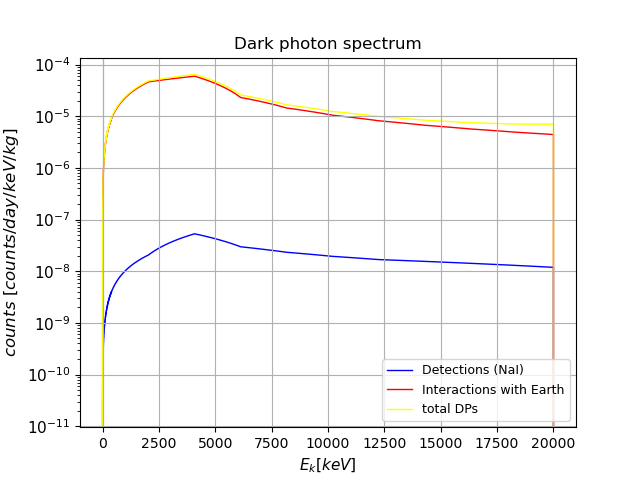 Dark photon spectrum
counts [counts/day/keV/kg]
10⁻⁴
10⁻⁵
10⁻⁶
10⁻⁷
10⁻⁸
10⁻⁹
10⁻¹⁰
10⁻¹¹
Detections (NaI)
Interactions with Earth
total DPs
0 2500 5000 7500 10000 12500 15000 17500 20000
Eₖ[keV]